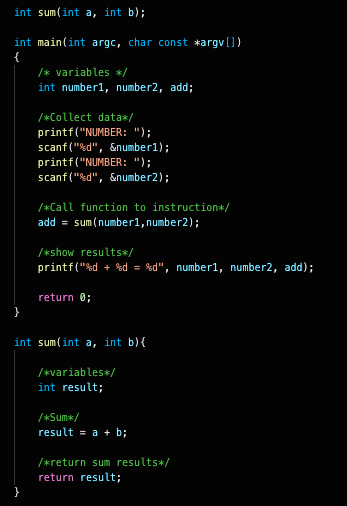 int sum(int a, int b);
int main(int argc, char const *argv[])
{
/* variables */
int number1, number2, add;
/*Collect data*/
printf("NUMBER: ");
scanf("%d", &number1);
printf("NUMBER: ");
scanf("%d", &number2);
/*Call function to instruction*/
add = sum(number1,number2);
/*show results*/
printf("%d + %d = %d", number1, number2, add);
return 0;
}
int sum(int a, int b){
/*variables*/
int result;
/*Sum*/
result = a + b;
/*return sum results*/
return result;
}